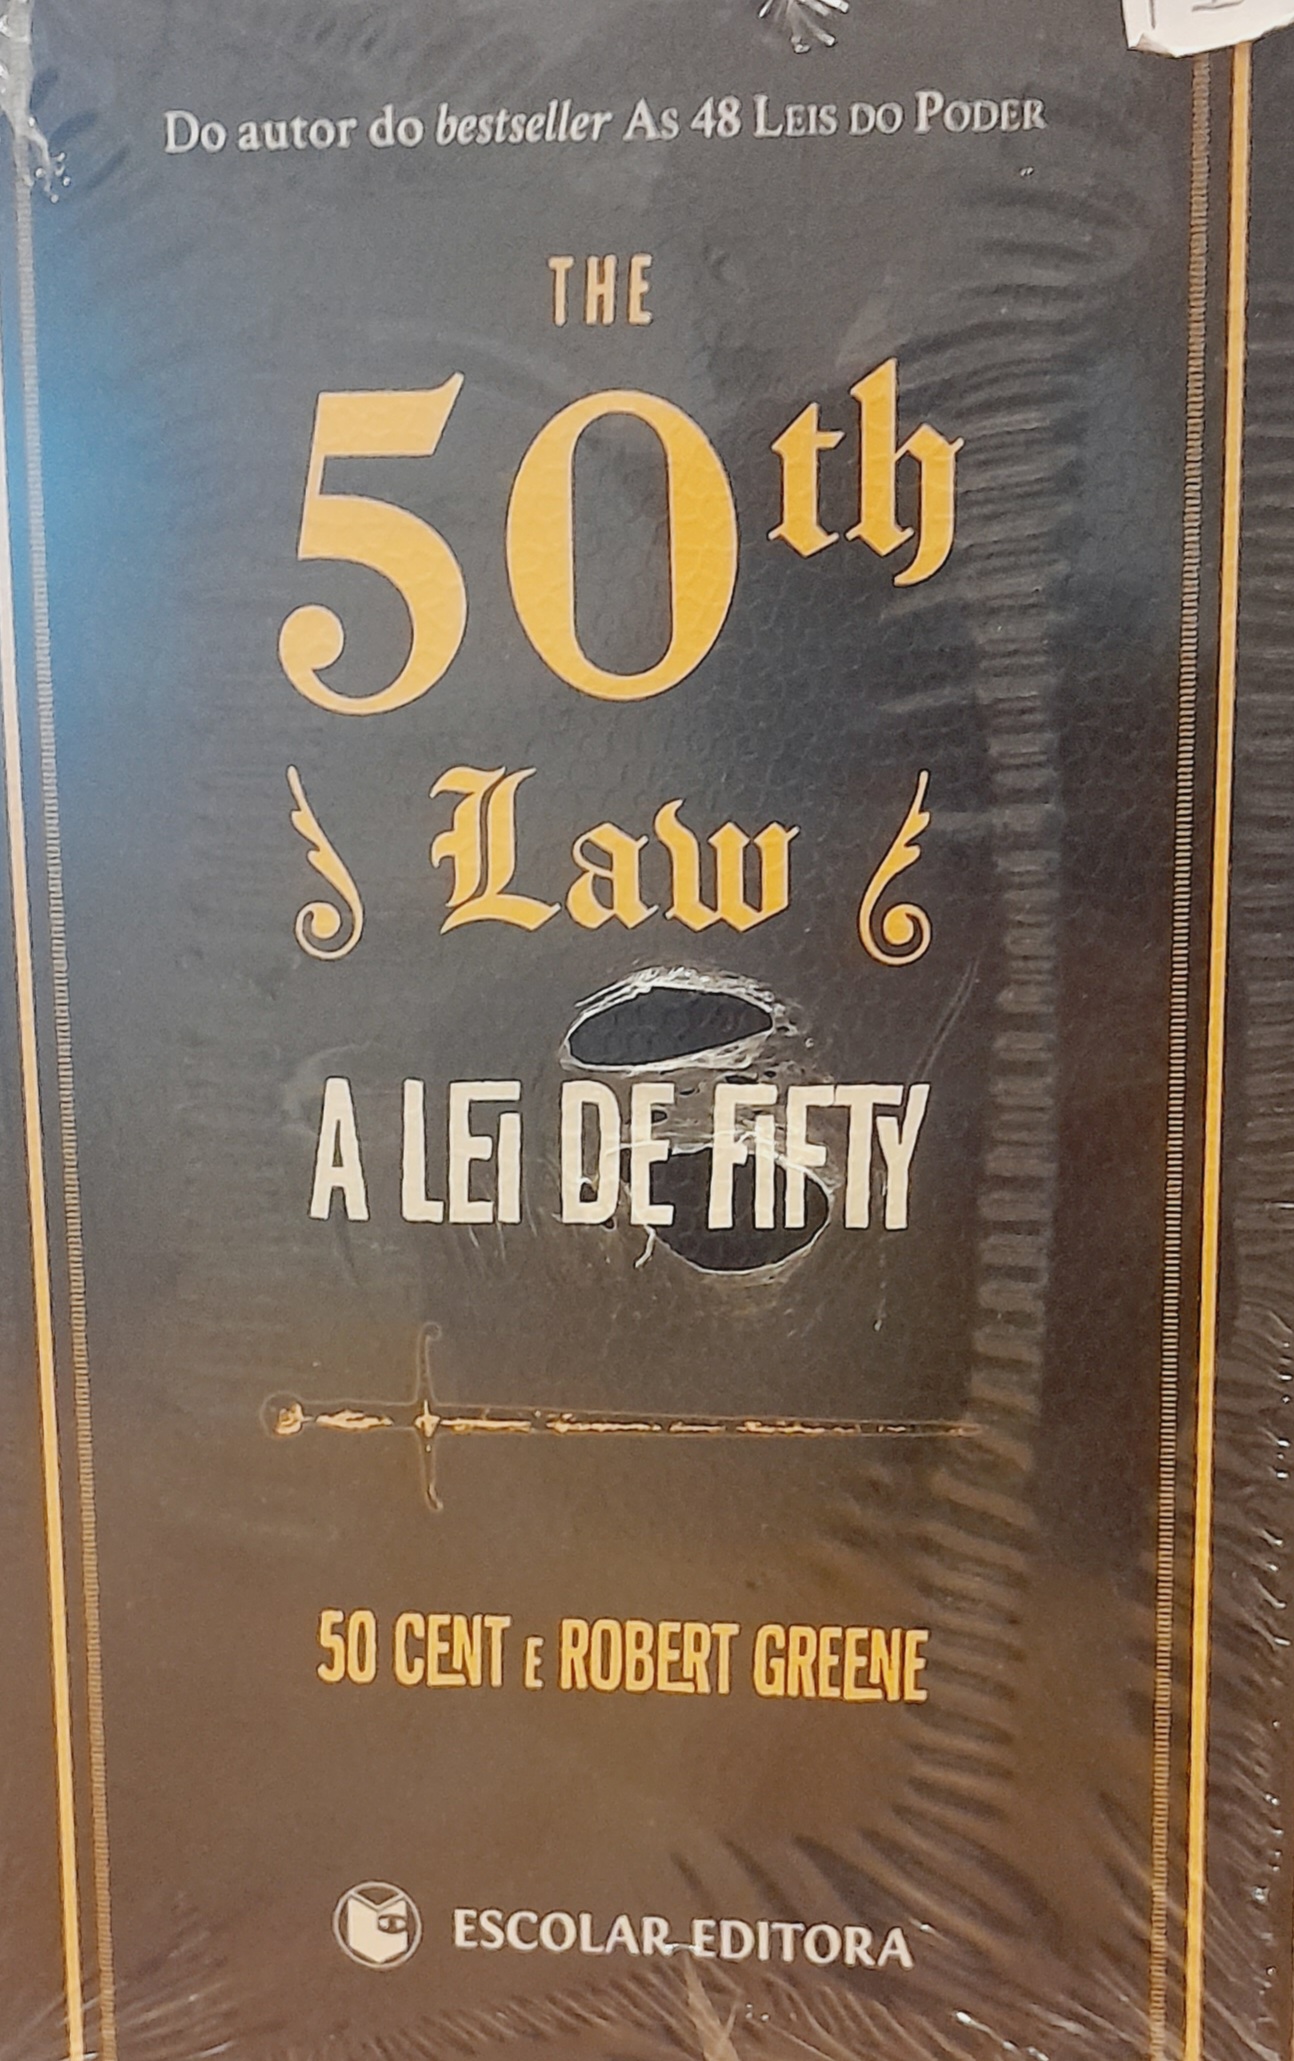 Do autor do bestseller As 48 Leis do Poder
THE
50th
Law
A LEI DE FIFTY
50 CENT E ROBERT GREENE
ESCOLAR EDITORA